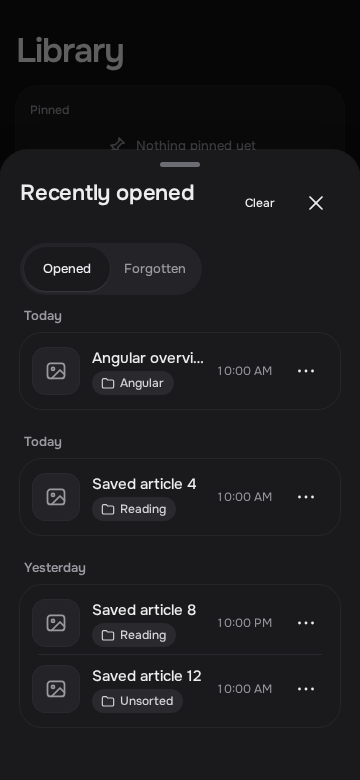 Library
Pinned
Nothing pinned yet
Recently opened
Clear
Opened
Forgotten
Today
Angular overvi...
10:00 AM
Angular
Today
Saved article 4
10:00 AM
Reading
Yesterday
Saved article 8
10:00 PM
Reading
Saved article 12
10:00 AM
Unsorted